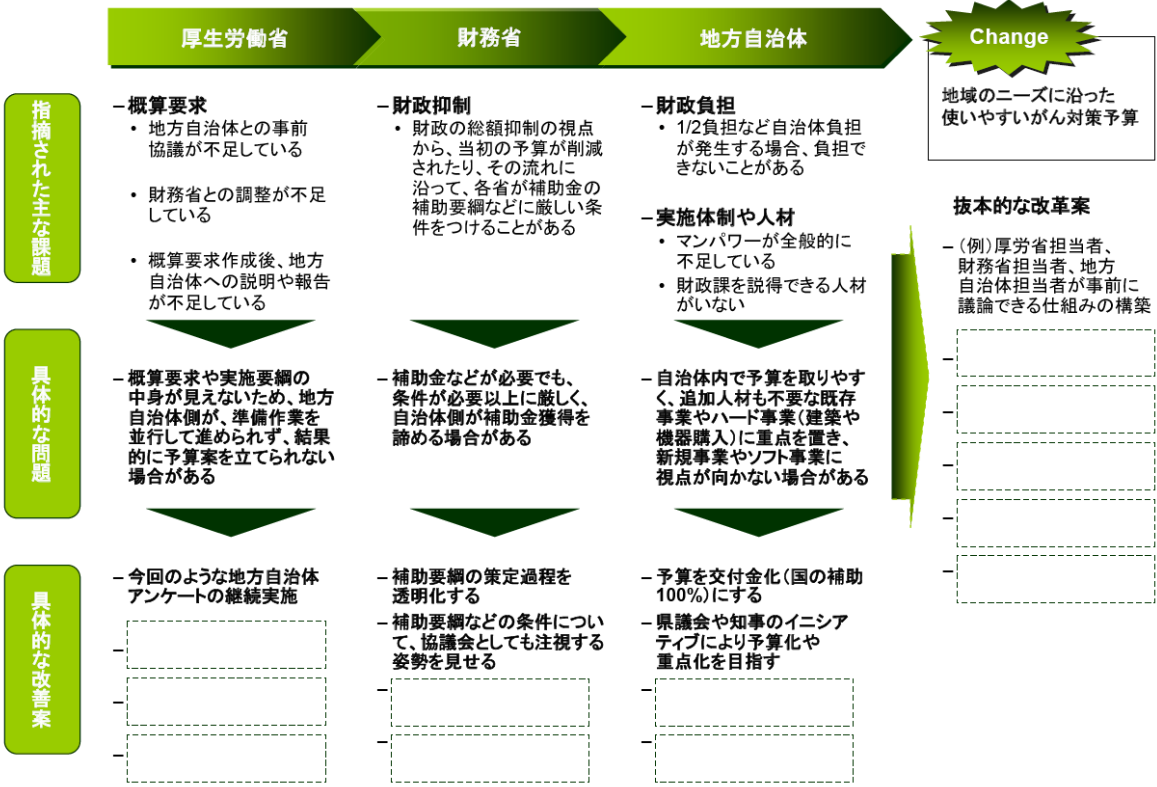 厚生労働省
財務省
地方自治体
Change
地域のニーズに沿った
使いやすいがん対策予算
指摘された主な課題
–概算要求
• 地方自治体との事前
協議が不足している
• 財務省との調整が不足
している
• 概算要求作成後、地方
自治体への説明や報告
が不足している
–財政抑制
• 財政の総額抑制の視点
から、当初の予算が削減
されたり、その流れに
沿って、各省が補助金の
補助要綱などに厳しい条
件をつけることがある
–財政負担
• 1/2負担など自治体負担
が発生する場合、負担で
きないことがある
–実施体制や人材
• マンパワーが全般的に
不足している
• 財政課を説得できる人材
がいない
具体的な問題
–概算要求や実施要綱の
中身が見えないため、地方
自治体側が、準備作業を
並行して進められず、結果
的に予算案を立てられない
場合がある
–補助金などが必要でも、
条件が必要以上に厳しく、
自治体側が補助金獲得を
諦める場合がある
–自治体内で予算を取りやす
く、追加人材も不要な既存
事業やハード事業(建築や
機器購入)に重点を置き、
新規事業やソフト事業に
視点が向かない場合がある
具体的な改善案
–今回のような地方自治体
アンケートの継続実施
–
–
–
–補助要綱の策定過程を
透明化する
–補助要綱などの条件につい
て、協議会としても注視する
姿勢を見せる
–
–
–予算を交付金化(国の補助
100%)にする
–県議会や知事のイニシア
ティブにより予算化や
重点化を目指す
–
–
抜本的な改革案
–(例)厚労省担当者、
財務省担当者、地方
自治体担当者が事前に
議論できる仕組みの構築
–
–
–
–
–